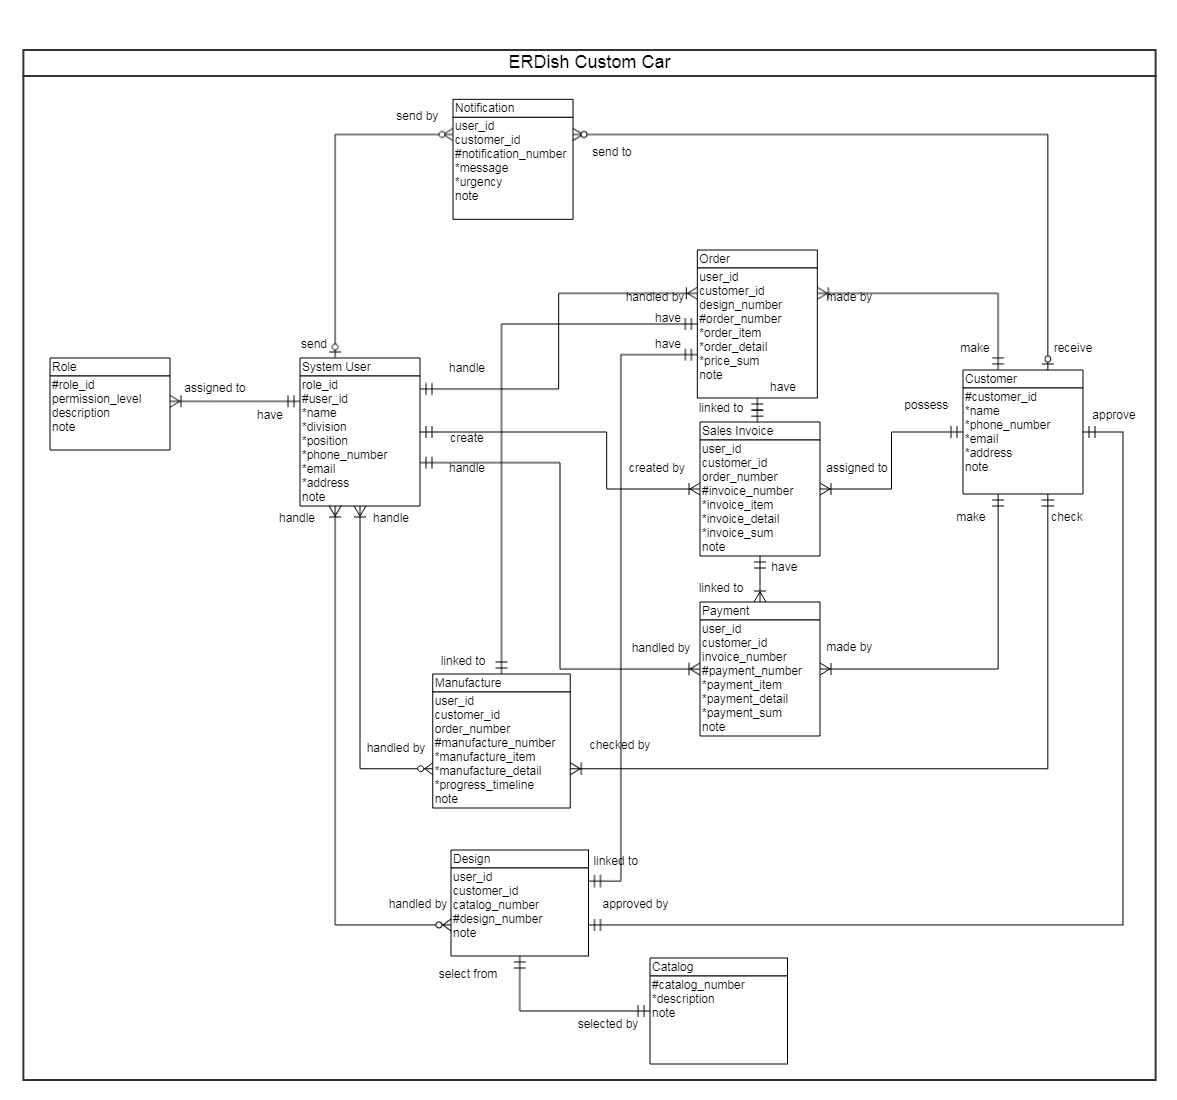 ERDish Custom Car
Notification
send by
user_id
customer_id
#notification_number
send to
*message
*urgency
note
Order
user_id
customer_id
handled by
made by
design_number
have
#order_number
*order_item
have
*order_detail
*price_sum
note
have
send
make
receive
Role
#role_id
permission_level
description
note
assigned to
have
System User
role_id
#user_id
*name
*division
*position
*phone_number
*email
*address
note
handle
create
handle
handle
handle
Customer
#customer_id
*name
*phone_number
*email
*address
note
possess
approve
make
check
linked to
Sales Invoice
user_id
customer_id
order_number
#invoice_number
*invoice_item
*invoice_detail
*invoice_sum
note
created by
assigned to
have
linked to
Payment
user_id
customer_id
invoice_number
#payment_number
*payment_item
*payment_detail
*payment_sum
note
handled by
made by
linked to
Manufacture
user_id
customer_id
order_number
#manufacture_number
*manufacture_item
*manufacture_detail
*progress_timeline
note
handled by
checked by
Design
user_id
customer_id
catalog_number
#design_number
note
linked to
handled by
approved by
select from
Catalog
#catalog_number
*description
note
selected by